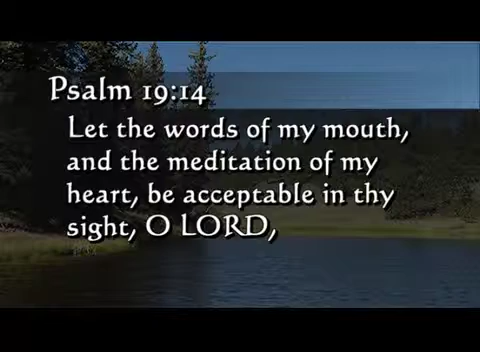 Psalm 19:14
Let the words of my mouth,
and the meditation of my
heart, be acceptable in thy
sight, O LORD,